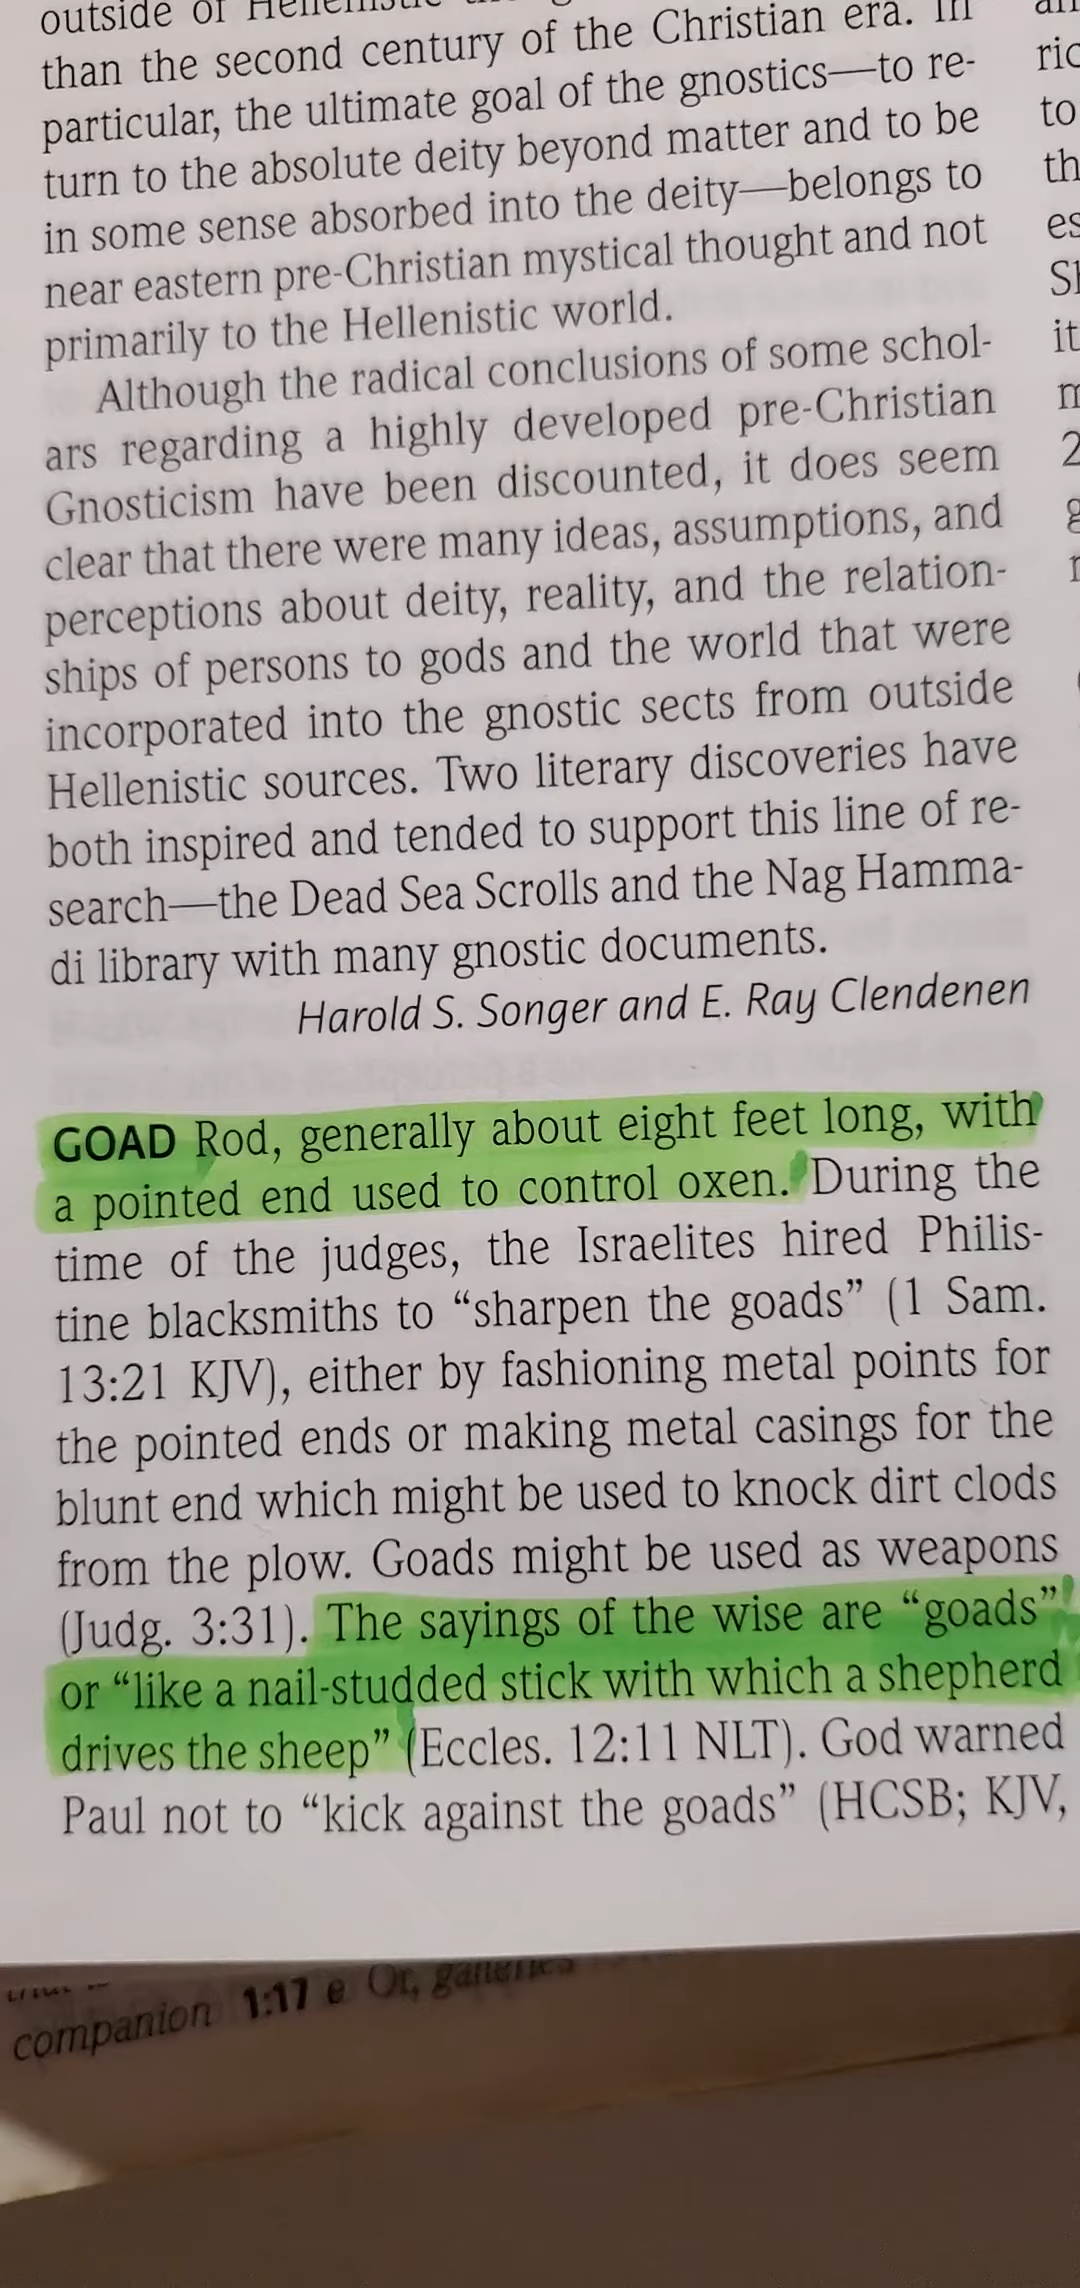 outside of Hellenistic
than the second century of the Christian era. In
particular, the ultimate goal of the gnostics—to re-
turn to the absolute deity beyond matter and to be
in some sense absorbed into the deity—belongs to
near eastern pre-Christian mystical thought and not
primarily to the Hellenistic world.
Although the radical conclusions of some schol-
ars regarding a highly developed pre-Christian
Gnosticism have been discounted, it does seem
clear that there were many ideas, assumptions, and
perceptions about deity, reality, and the relation-
ships of persons to gods and the world that were
incorporated into the gnostic sects from outside
Hellenistic sources. Two literary discoveries have
both inspired and tended to support this line of re-
search—the Dead Sea Scrolls and the Nag Hamma-
di library with many gnostic documents.
Harold S. Songer and E. Ray Clendenen
GOAD Rod, generally about eight feet long, with
a pointed end used to control oxen. During the
time of the judges, the Israelites hired Philis-
tine blacksmiths to “sharpen the goads” (1 Sam.
13:21 KJV), either by fashioning metal points for
the pointed ends or making metal casings for the
blunt end which might be used to knock dirt clods
from the plow. Goads might be used as weapons
(Judg. 3:31). The sayings of the wise are “goads”
or “like a nail-studded stick with which a shepherd
drives the sheep” (Eccles. 12:11 NLT). God warned
Paul not to “kick against the goads” (HCSB; KJV,
companion 1:17 e Or, galleries